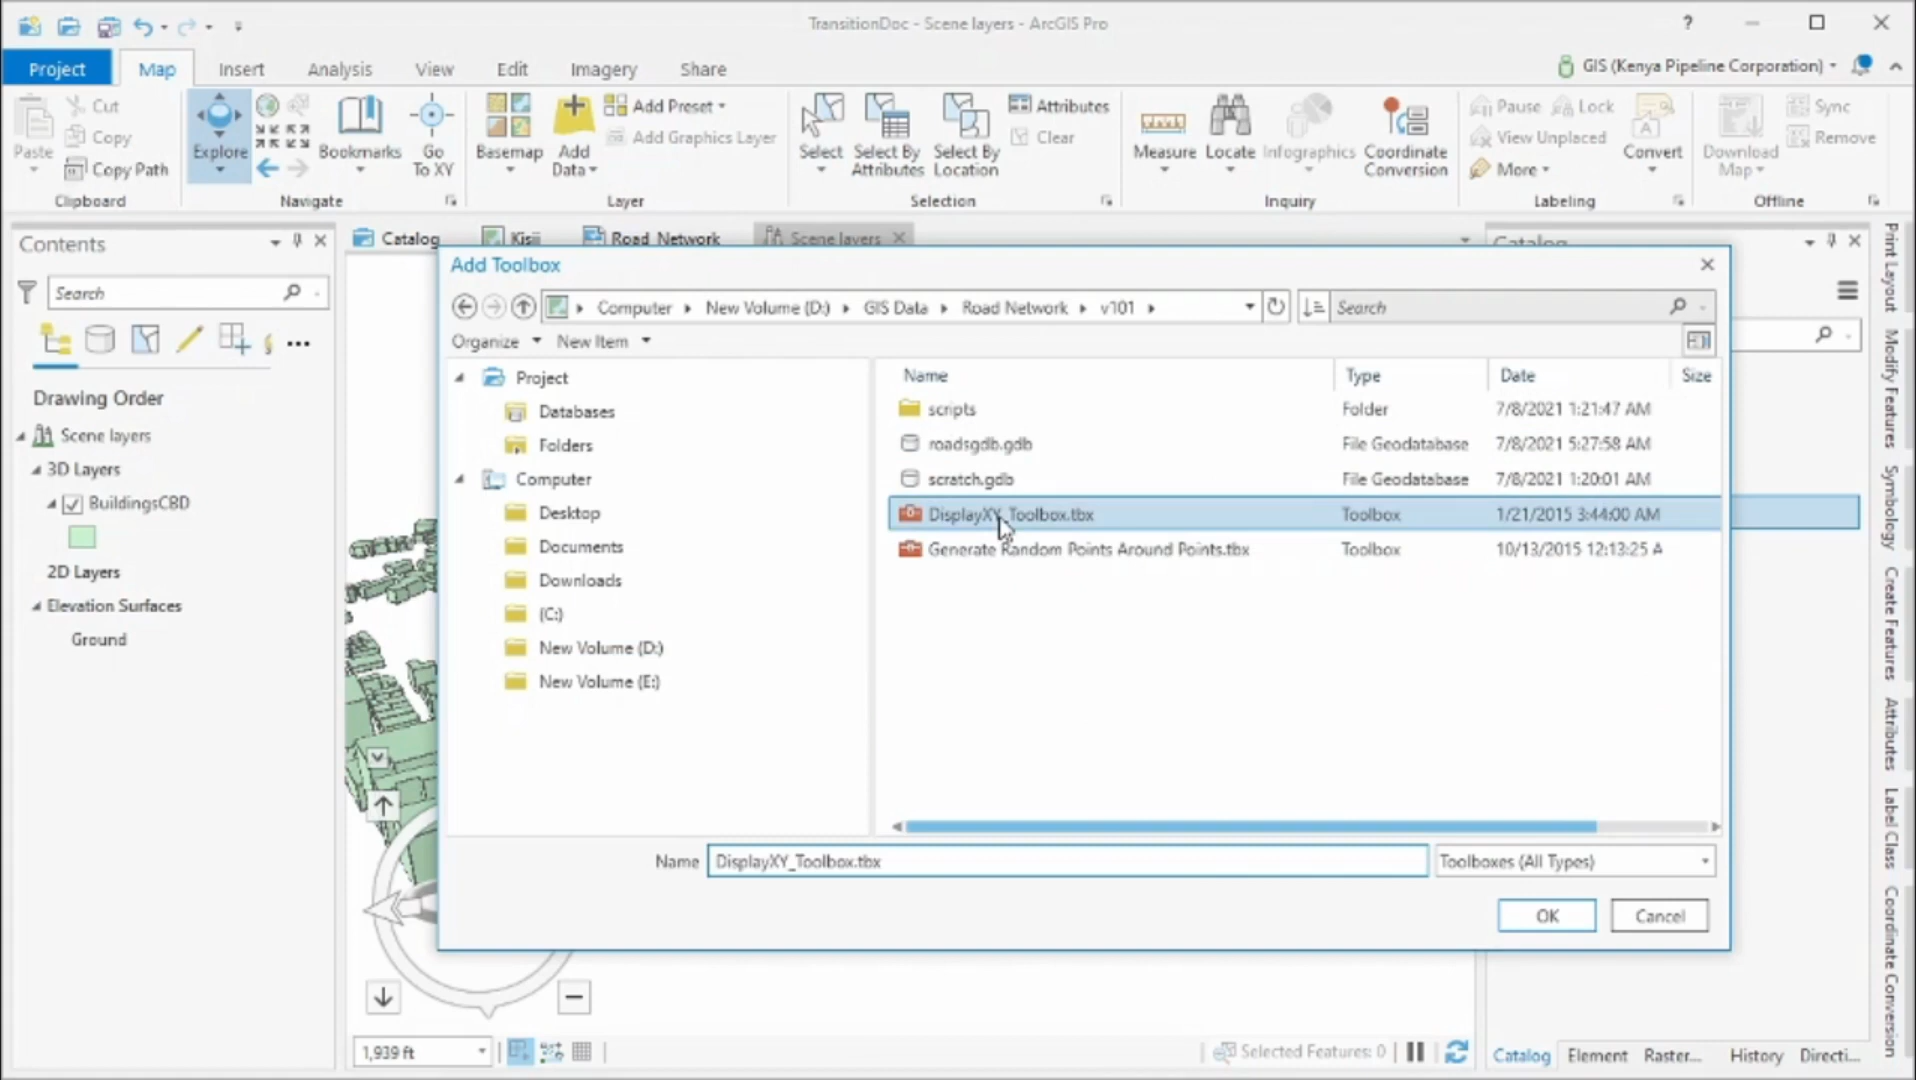 TransitionDoc - Scene layers - ArcGIS Pro
?
Project Map Insert Analysis View Edit Imagery Share
GIS (Kenya Pipeline Corporation)
Paste
Cut
Copy
Copy Path
Clipboard
Explore
Bookmarks
Go To XY
Navigate
Basemap
Add Data
Add Preset
Add Graphics Layer
Layer
Select
Select By Attributes
Select By Location
Attributes
Clear
Selection
Measure
Locate
Infographics
Coordinate Conversion
Inquiry
Pause
Lock
View Unplaced
More
Convert
Labeling
Download Map
Sync
Remove
Offline
Contents
Search
Drawing Order
Scene layers
3D Layers
BuildingsCBD
2D Layers
Elevation Surfaces
Ground
Catalog
Kisii
Road_Network
Scene layers
Catalog
Add Toolbox
Computer New Volume (D:) GIS Data Road Network v101
Search
Organize New Item
Project
Databases
Folders
Computer
Desktop
Documents
Downloads
(C:)
New Volume (D:)
New Volume (E:)
Name Type Date Size
scripts Folder 7/8/2021 1:21:47 AM
roadsgdb.gdb File Geodatabase 7/8/2021 5:27:58 AM
scratch.gdb File Geodatabase 7/8/2021 1:20:01 AM
DisplayXY_Toolbox.tbx Toolbox 1/21/2015 3:44:00 AM
Generate Random Points Around Points.tbx Toolbox 10/13/2015 12:13:25 A
Name DisplayXY_Toolbox.tbx Toolboxes (All Types)
OK Cancel
1,939 ft
Selected Features: 0
Catalog Element Raster... History Directi...
Print Layout
Modify Features
Symbology
Create Features
Attributes
Label Class
Coordinate Conversion